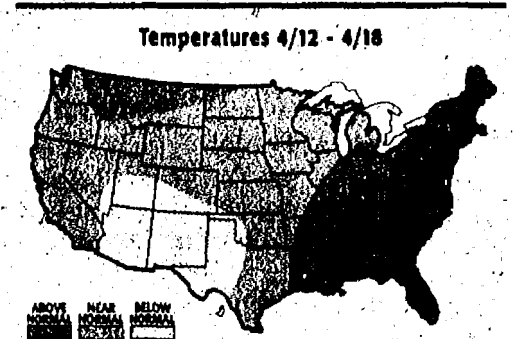 Temperatures 4/12 - 4/18
ABOVE NEAR BELOW
NORMAL NORMAL NORMAL